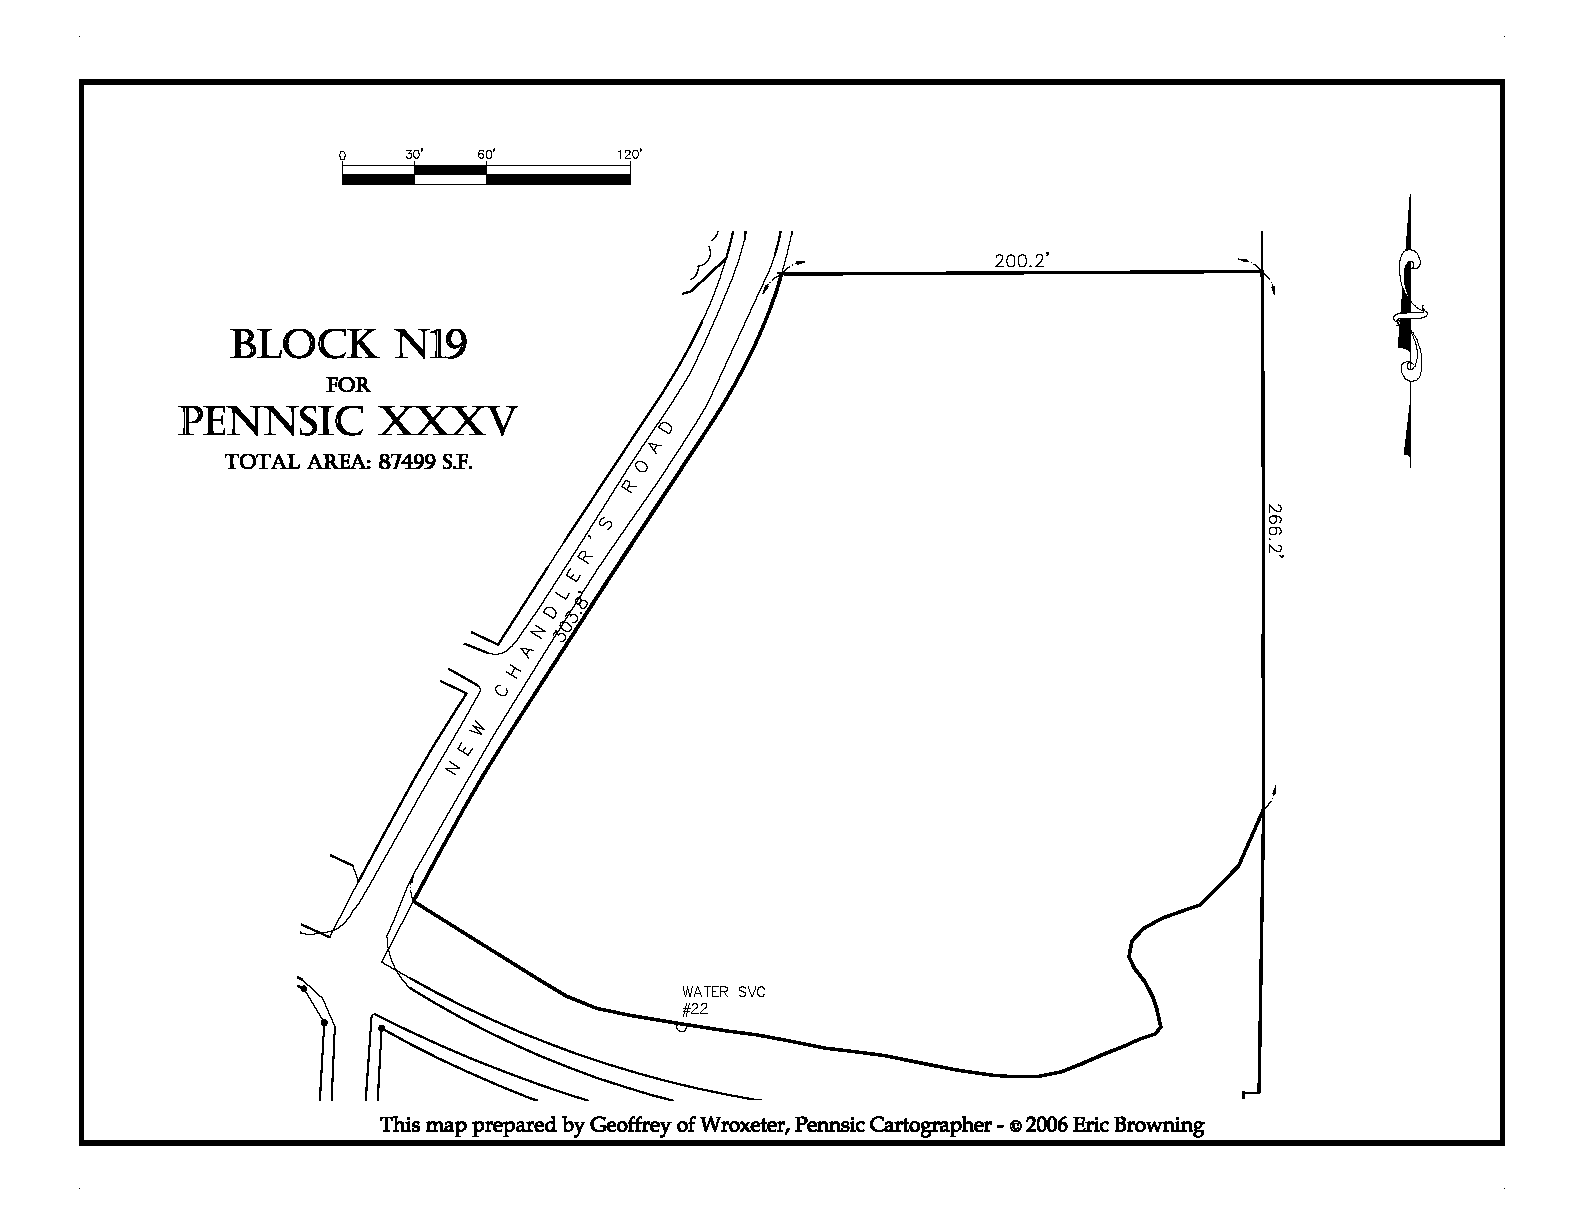 0 30' 60' 120'
200.2'
BLOCK N19
FOR
PENNSIC XXXV
TOTAL AREA: 87499 S.F.
NEW CHANDLER'S ROAD
303.8'
266.2'
WATER SVC
#22
This map prepared by Geoffrey of Wroxeter, Pennsic Cartographer - © 2006 Eric Browning